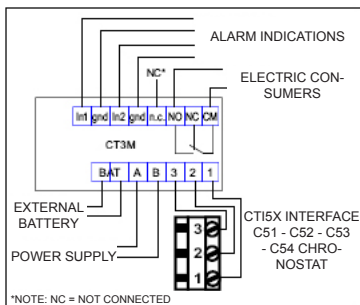 ALARM INDICATIONS
NC*
ELECTRIC CON-
SUMERS
In1 gnd In2 gnd n.c. NO NC CM
CT3M
BAT A B 3 2 1
EXTERNAL
BATTERY
POWER SUPPLY
3
2
1
CTI5X INTERFACE
C51 - C52 - C53
- C54 CHRO-
NOSTAT
*NOTE: NC = NOT CONNECTED